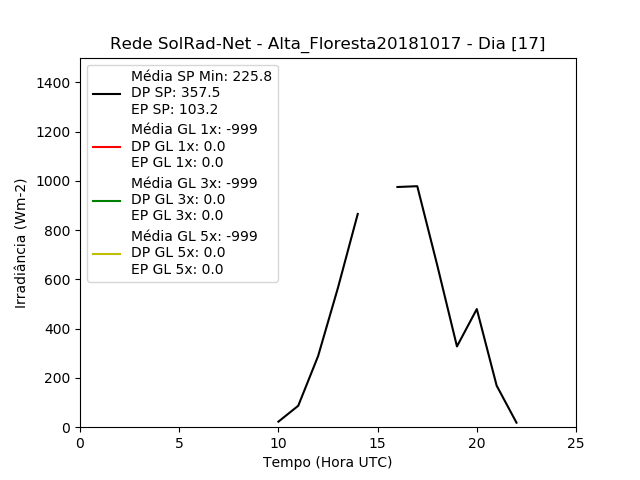 Rede SolRad-Net - Alta_Floresta20181017 - Dia [17]
Média SP Min: 225.8
DP SP: 357.5
EP SP: 103.2
Média GL 1x: -999
DP GL 1x: 0.0
EP GL 1x: 0.0
Média GL 3x: -999
DP GL 3x: 0.0
EP GL 3x: 0.0
Média GL 5x: -999
DP GL 5x: 0.0
EP GL 5x: 0.0
Irradiância (Wm-2)
1400
1200
1000
800
600
400
200
0
0 5 10 15 20 25
Tempo (Hora UTC)